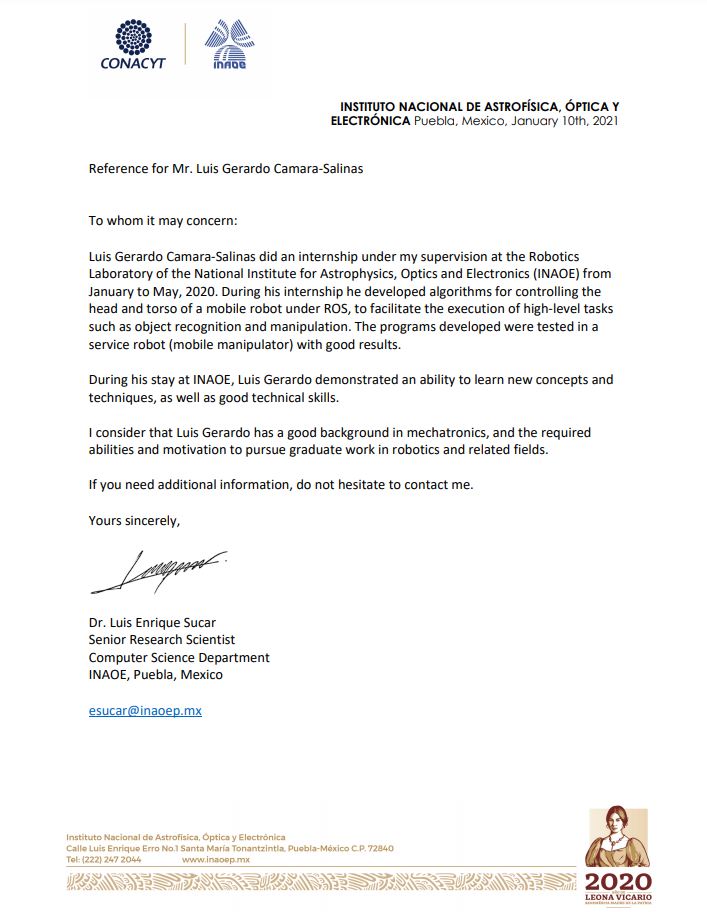 CONACYT
INAOE
INSTITUTO NACIONAL DE ASTROFÍSICA, ÓPTICA Y
ELECTRÓNICA Puebla, Mexico, January 10th, 2021
Reference for Mr. Luis Gerardo Camara-Salinas
To whom it may concern:
Luis Gerardo Camara-Salinas did an internship under my supervision at the Robotics
Laboratory of the National Institute for Astrophysics, Optics and Electronics (INAOE) from
January to May, 2020. During his internship he developed algorithms for controlling the
head and torso of a mobile robot under ROS, to facilitate the execution of high-level tasks
such as object recognition and manipulation. The programs developed were tested in a
service robot (mobile manipulator) with good results.
During his stay at INAOE, Luis Gerardo demonstrated an ability to learn new concepts and
techniques, as well as good technical skills.
I consider that Luis Gerardo has a good background in mechatronics, and the required
abilities and motivation to pursue graduate work in robotics and related fields.
If you need additional information, do not hesitate to contact me.
Yours sincerely,
Dr. Luis Enrique Sucar
Senior Research Scientist
Computer Science Department
INAOE, Puebla, Mexico
esucar@inaoep.mx
Instituto Nacional de Astrofísica, Óptica y Electrónica
Calle Luis Enrique Erro No.1 Santa María Tonantzintla, Puebla-México C.P. 72840
Tel: (222) 247 2044 www.inaoep.mx
2020
LEONA VICARIO
BENEMÉRITA MADRE DE LA PATRIA